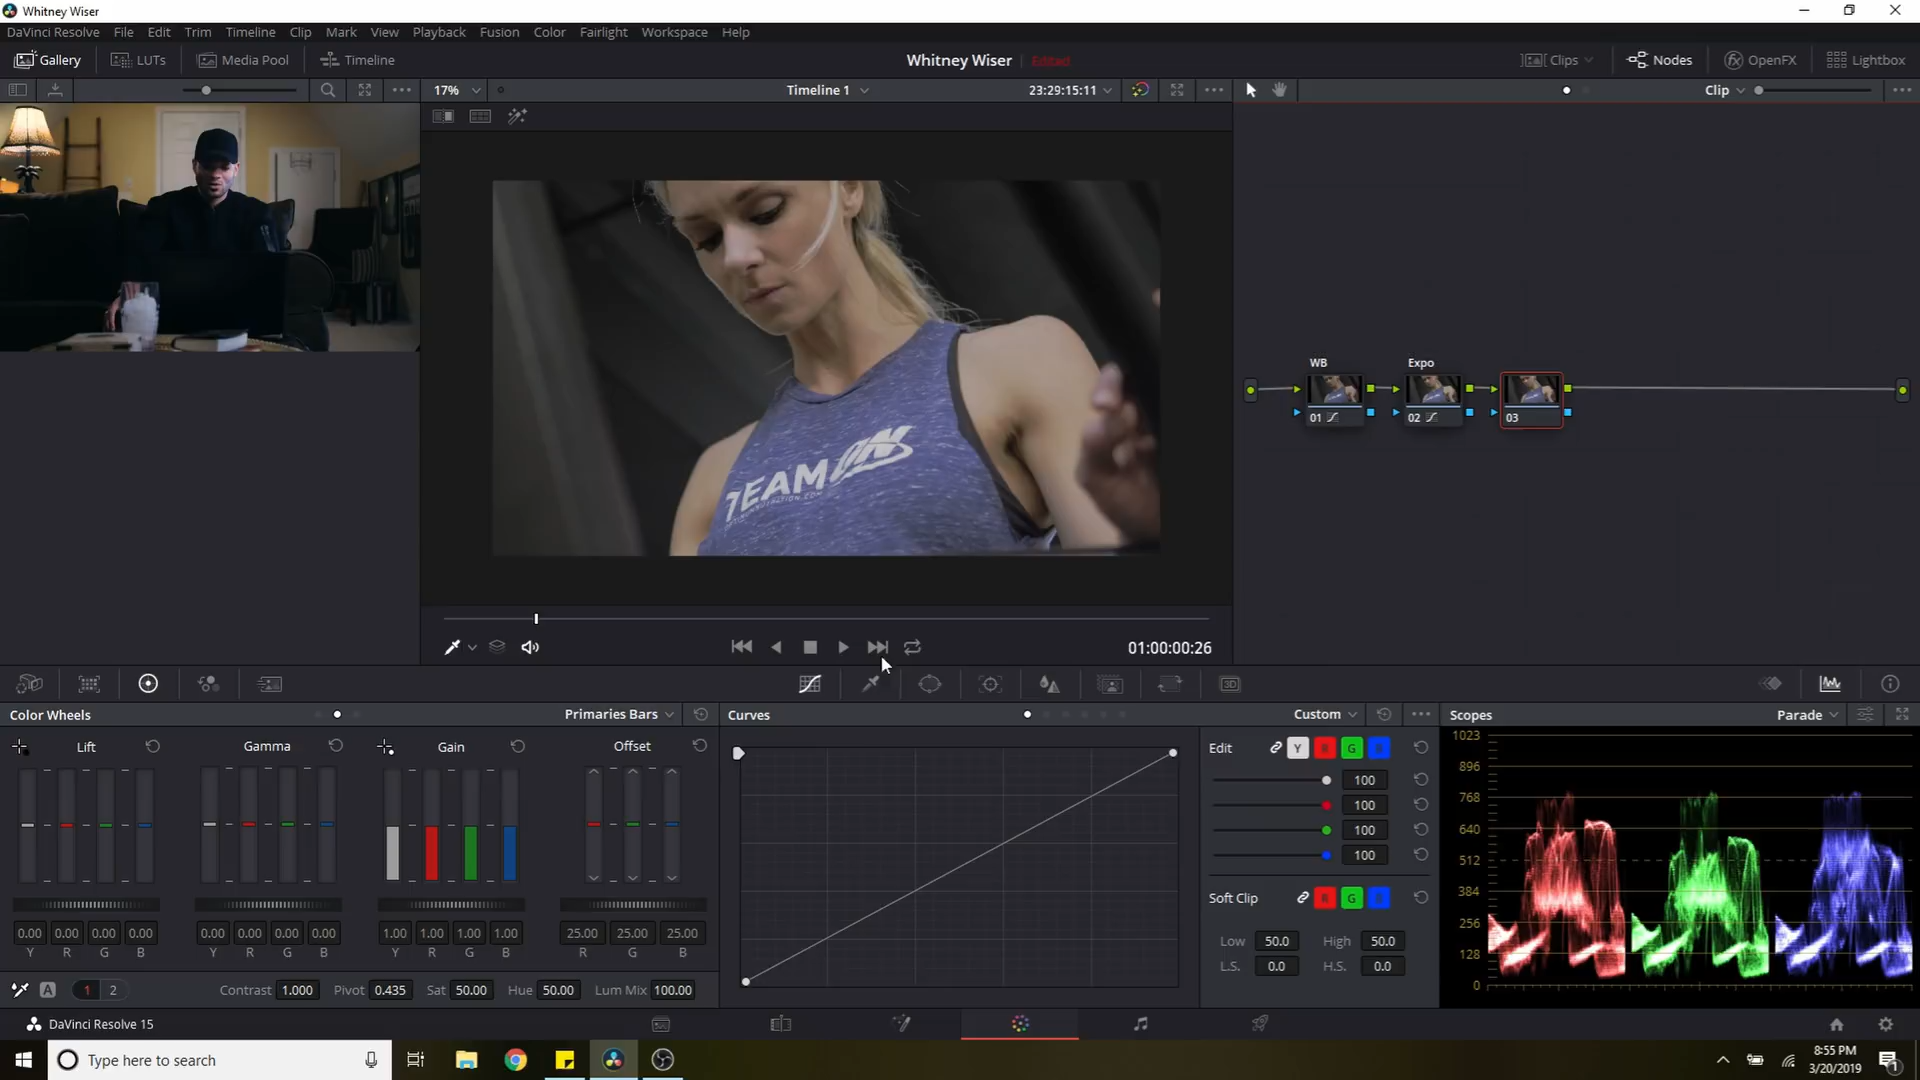 Whitney Wiser
DaVinci Resolve File Edit Trim Timeline Clip Mark View Playback Fusion Color Fairlight Workspace Help
Gallery LUTs Media Pool Timeline Whitney Wiser Edited Clips Nodes OpenFX Lightbox
17% Timeline 1 23:29:15:11 Clip
WB Expo
01 02 03
TEAM ON
01:00:00:26
Color Wheels Primaries Bars Curves Custom Scopes Parade
Lift Gamma Gain Offset Edit Y R G
1023
896
768
640
512
384
256
128
0
100
100
100
100
Soft Clip R G
Low 50.0 High 50.0
L.S. 0.0 H.S. 0.0
0.00 0.00 0.00 0.00 0.00 0.00 0.00 0.00 1.00 1.00 1.00 1.00 25.00 25.00 25.00
Y R G B Y R G B Y R G B R G B
A 1 2 Contrast 1.000 Pivot 0.435 Sat 50.00 Hue 50.00 Lum Mix 100.00
DaVinci Resolve 15
Type here to search
8:55 PM
3/20/2019
1